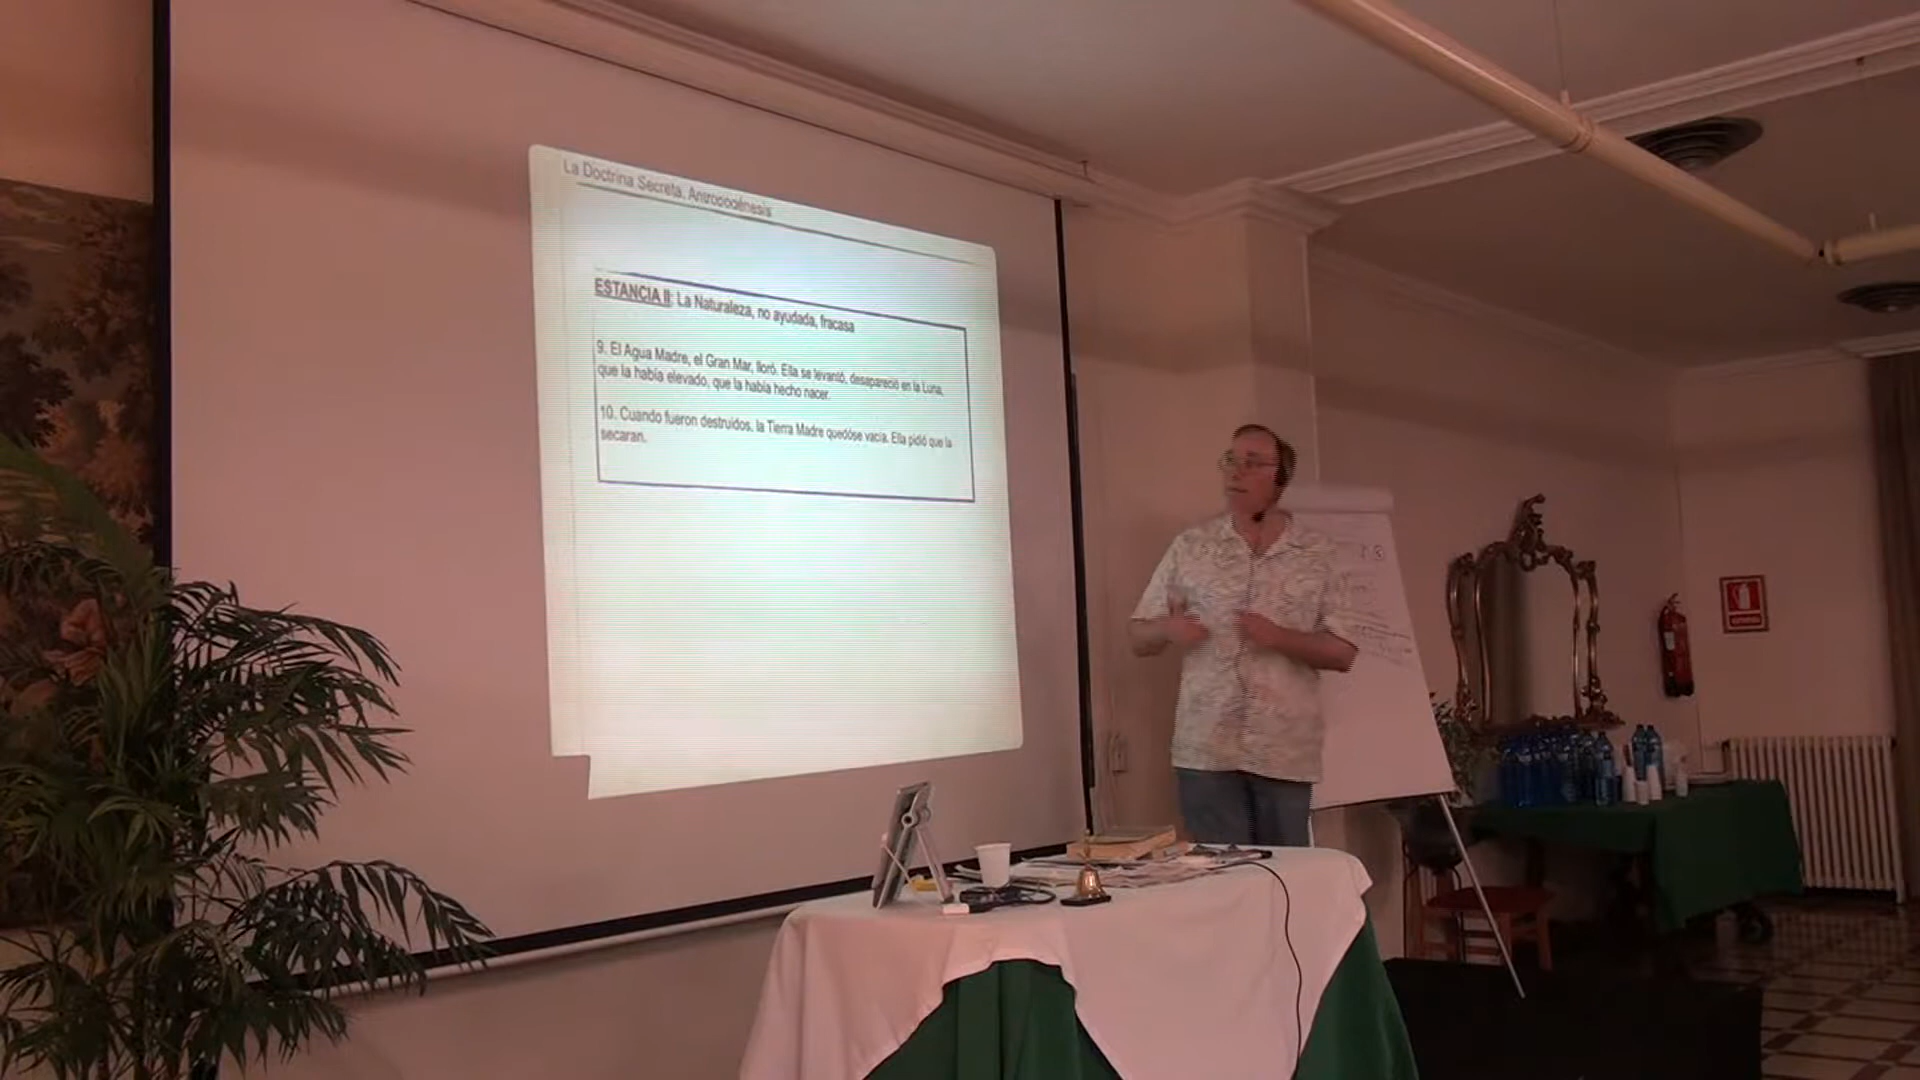 La Doctrina Secreta. Antropogénesis
ESTANCIA II: La Naturaleza, no ayudada, fracasa
9. El Agua Madre, el Gran Mar, lloró. Ella se levantó, desapareció en la Luna,
que la había elevado, que la había hecho nacer.
10. Cuando fueron destruidos, la Tierra Madre quedóse vacía. Ella pidió que la
secaran.